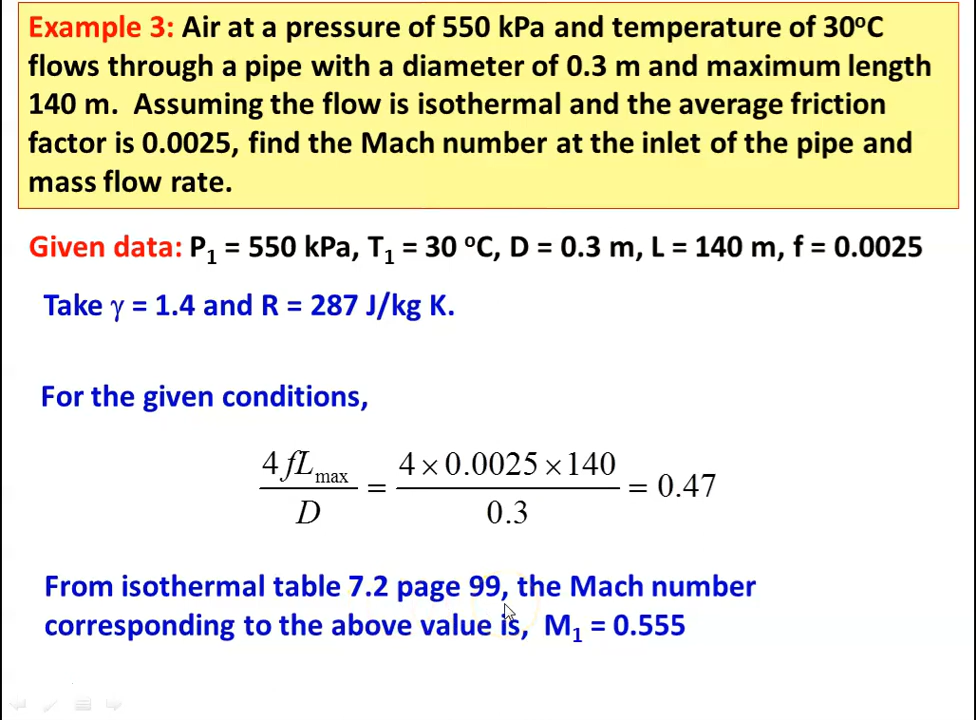 Example 3: Air at a pressure of 550 kPa and temperature of 30ºC
flows through a pipe with a diameter of 0.3 m and maximum length
140 m. Assuming the flow is isothermal and the average friction
factor is 0.0025, find the Mach number at the inlet of the pipe and
mass flow rate.
Given data: P₁ = 550 kPa, T₁ = 30 ºC, D = 0.3 m, L = 140 m, f = 0.0025
Take γ = 1.4 and R = 287 J/kg K.
For the given conditions,
4 fLmax / D = 4 × 0.0025 × 140 / 0.3 = 0.47
From isothermal table 7.2 page 99, the Mach number
corresponding to the above value is, M₁ = 0.555